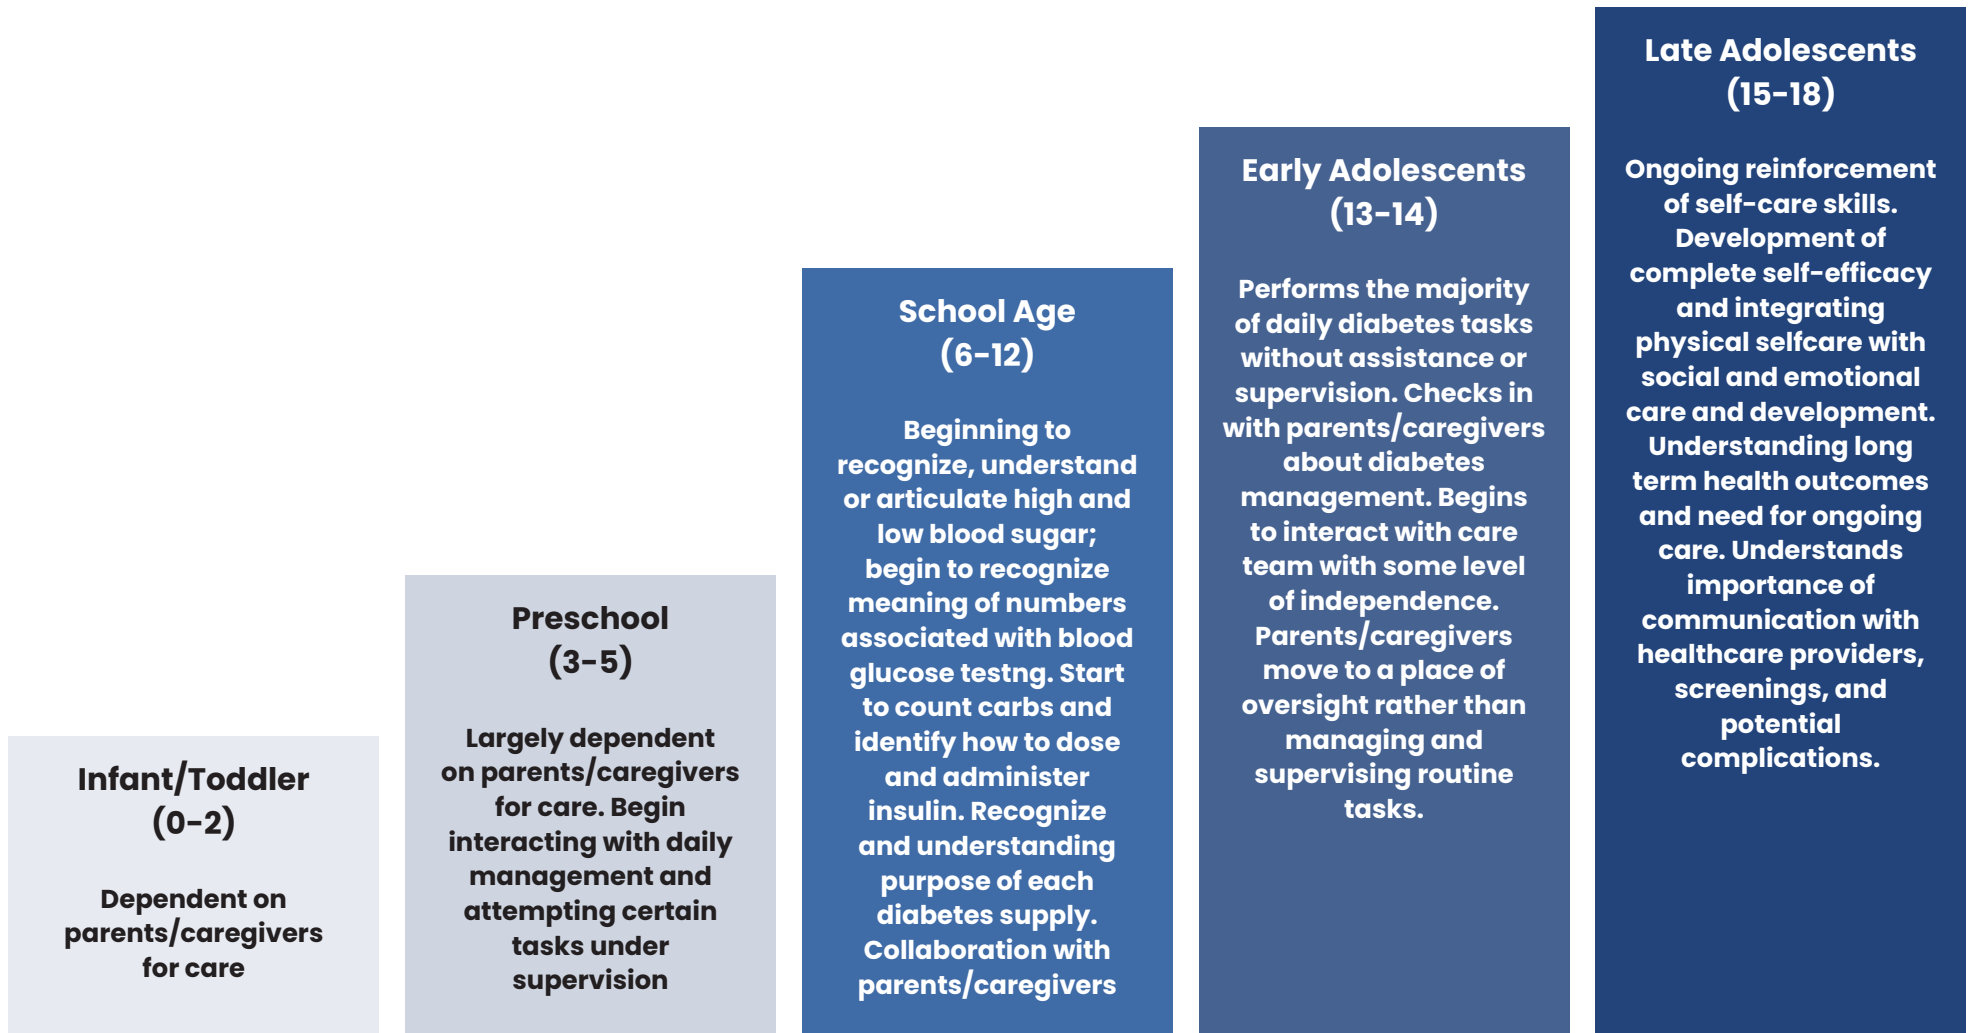 Infant/Toddler
(0-2)
Dependent on
parents/caregivers
for care
Preschool
(3-5)
Largely dependent
on parents/caregivers
for care. Begin
interacting with daily
management and
attempting certain
tasks under
supervision
School Age
(6-12)
Beginning to
recognize, understand
or articulate high and
low blood sugar;
begin to recognize
meaning of numbers
associated with blood
glucose testng. Start
to count carbs and
identify how to dose
and administer
insulin. Recognize
and understanding
purpose of each
diabetes supply.
Collaboration with
parents/caregivers
Early Adolescents
(13-14)
Performs the majority
of daily diabetes tasks
without assistance or
supervision. Checks in
with parents/caregivers
about diabetes
management. Begins
to interact with care
team with some level
of independence.
Parents/caregivers
move to a place of
oversight rather than
managing and
supervising routine
tasks.
Late Adolescents
(15-18)
Ongoing reinforcement
of self-care skills.
Development of
complete self-efficacy
and integrating
physical selfcare with
social and emotional
care and development.
Understanding long
term health outcomes
and need for ongoing
care. Understands
importance of
communication with
healthcare providers,
screenings, and
potential
complications.